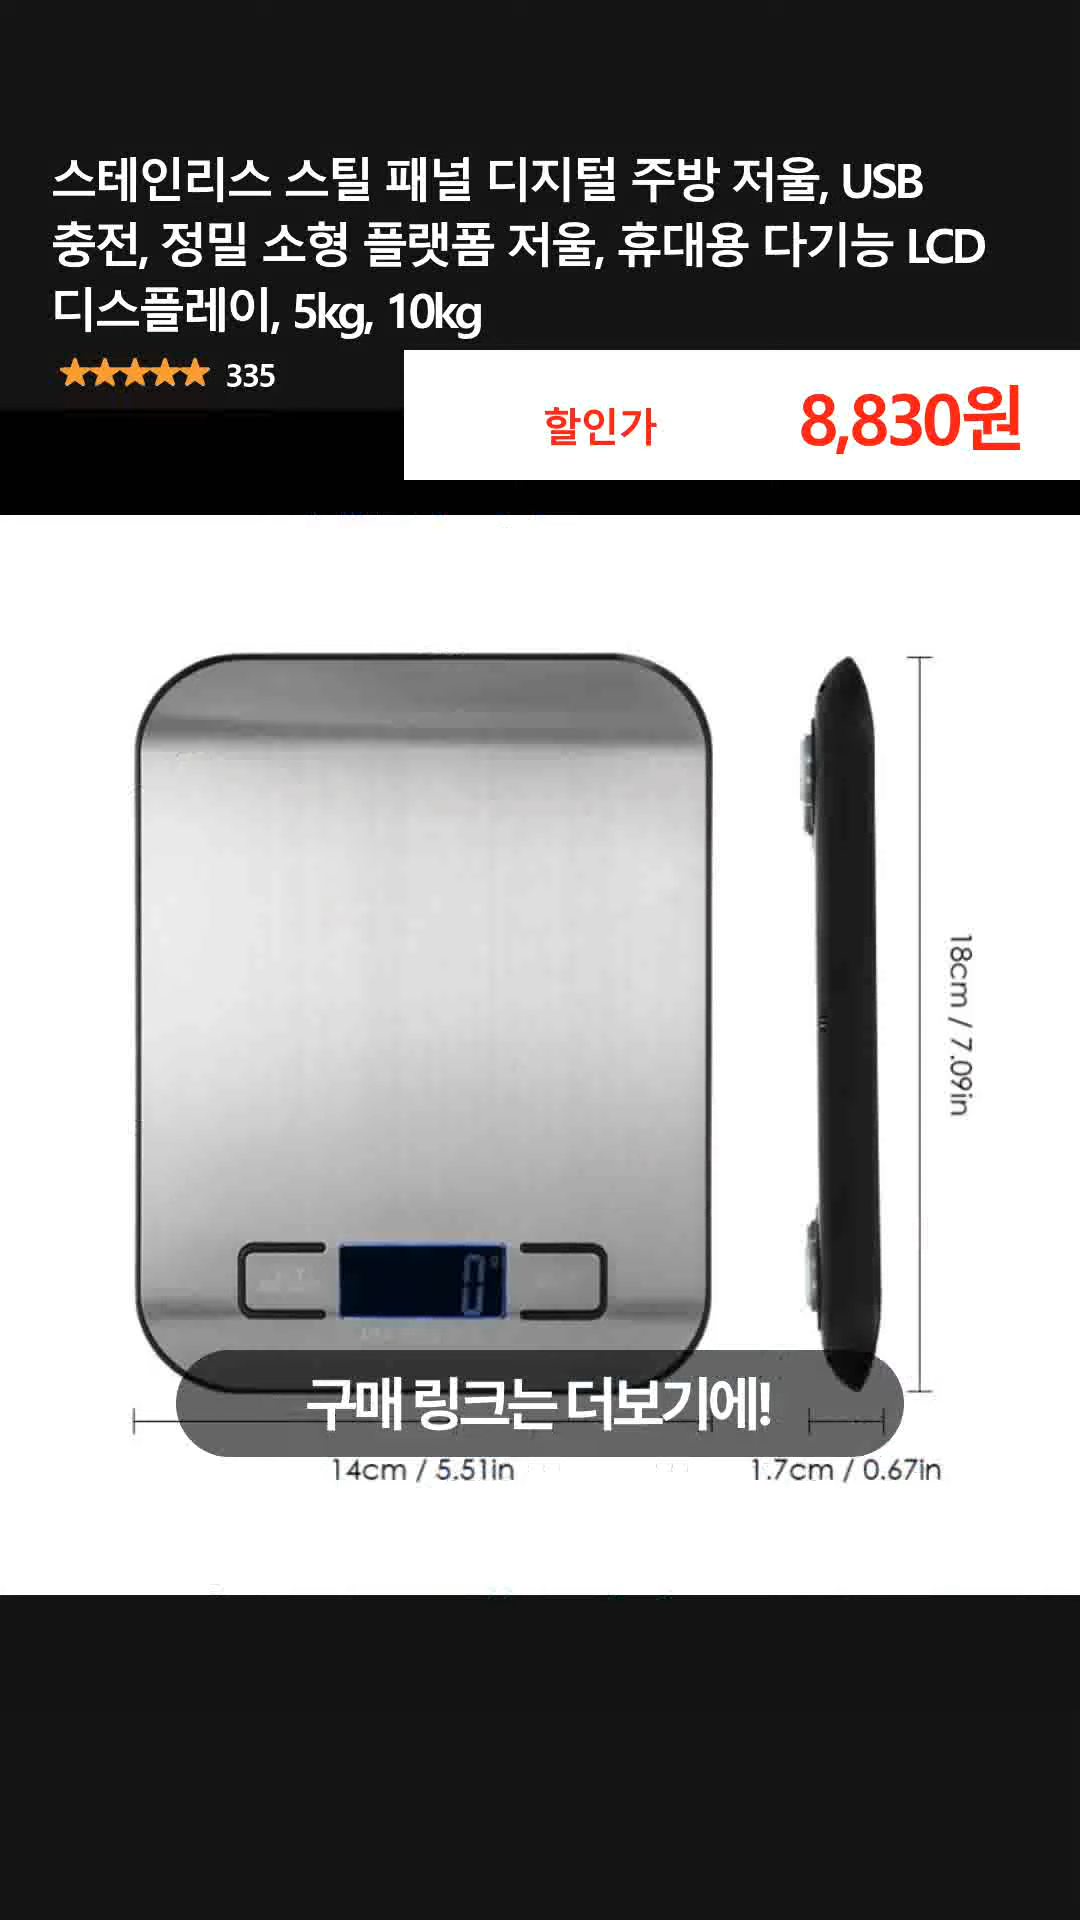 스테인리스 스틸 패널 디지털 주방 저울, USB
충전, 정밀 소형 플랫폼 저울, 휴대용 다기능 LCD
디스플레이, 5kg, 10kg
335
할인가 8,830원
18cm / 7.09in
구매 링크는 더보기에!
14cm / 5.51in
1.7cm / 0.67in